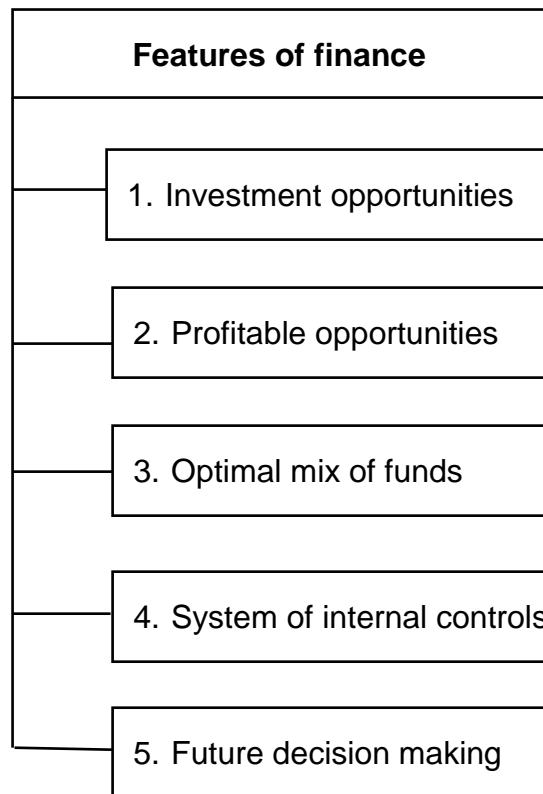 Features of finance
1. Investment opportunities
2. Profitable opportunities
3. Optimal mix of funds
4. System of internal controls
5. Future decision making